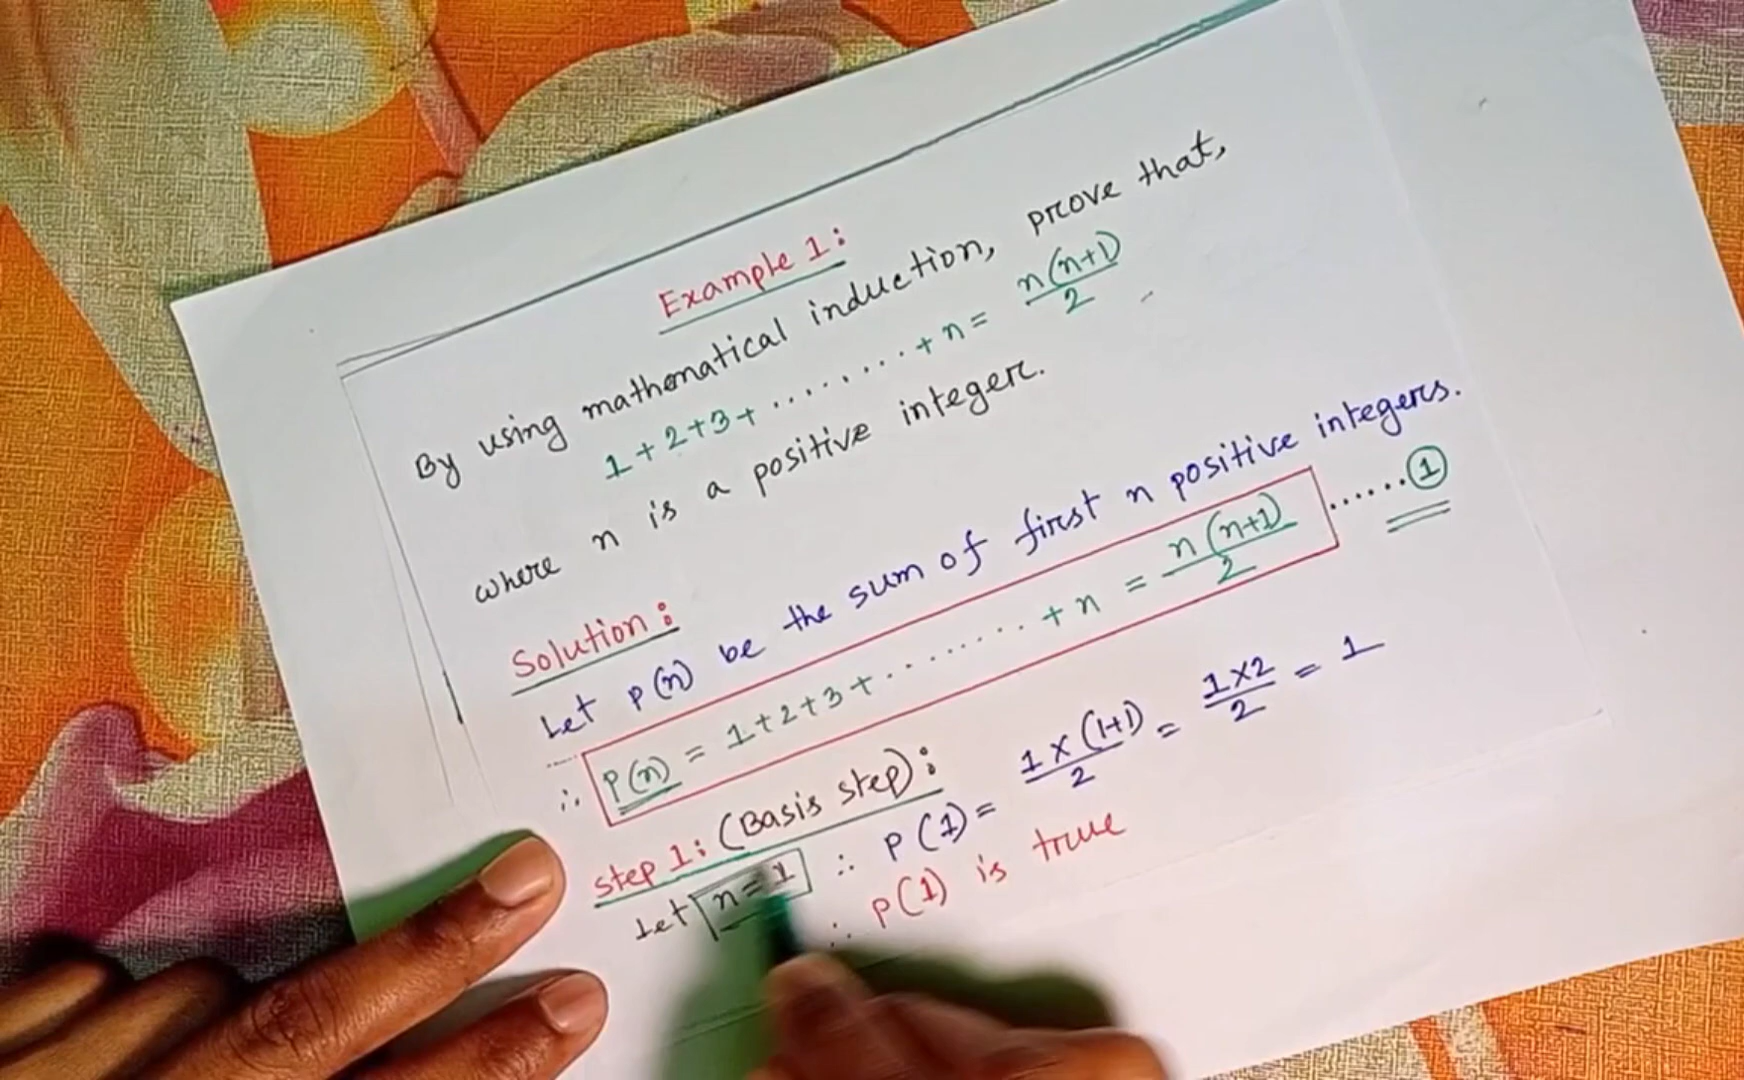 Example 1:
By using mathematical induction, prove that,
1+2+3+.......+n= n(n+1)/2
where n is a positive integer.
Solution:
Let P(n) be the sum of first n positive integers.
∴ P(n) = 1+2+3+........+n = n(n+1)/2 ......①
Step 1: (Basis step):
Let n=1 ∴ P(1)= 1×(1+1)/2 = 1×2/2 = 1
∴ P(1) is true